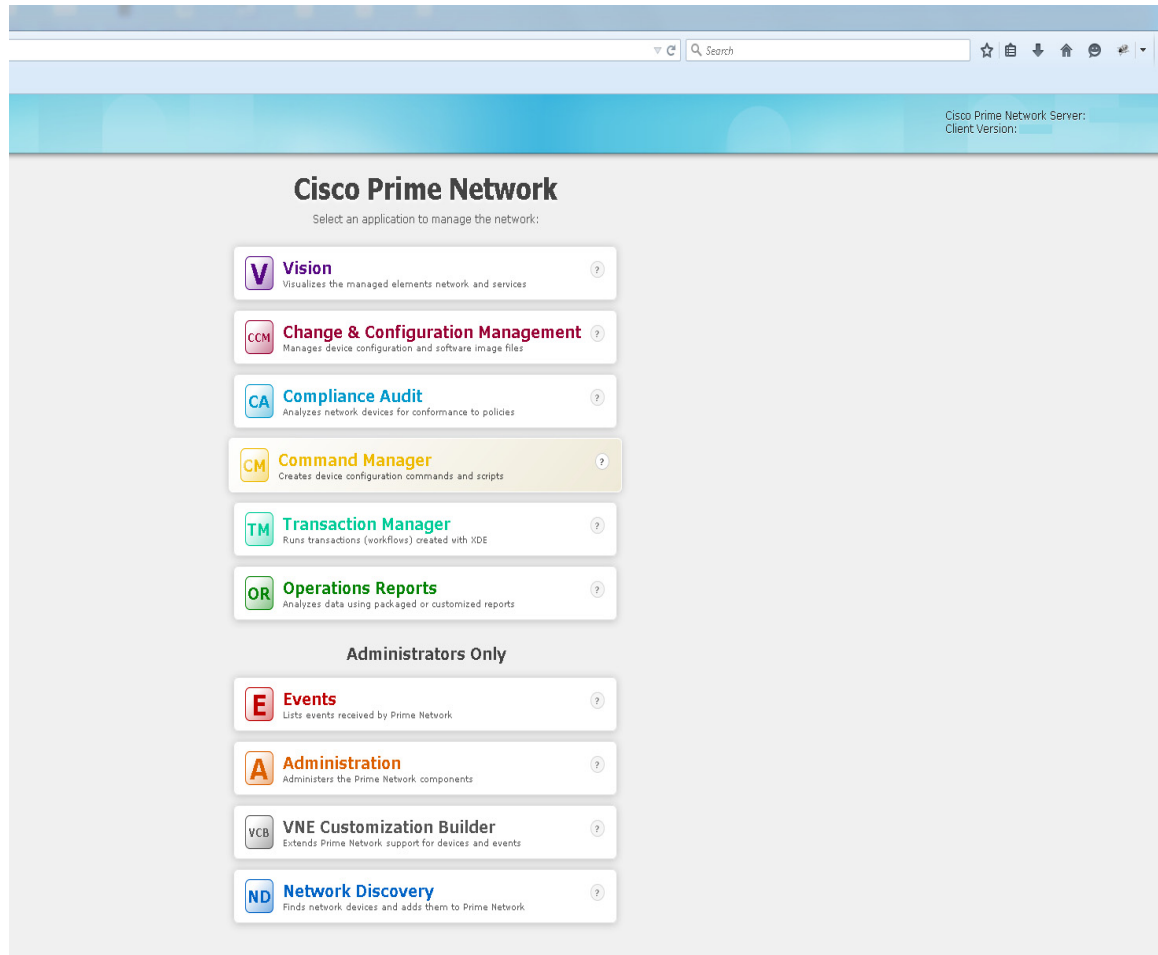 Search
Cisco Prime Network Server:
Client Version:
Cisco Prime Network
Select an application to manage the network:
V Vision ?
Visualizes the managed elements network and services
CCM Change & Configuration Management ?
Manages device configuration and software image files
CA Compliance Audit ?
Analyzes network devices for conformance to policies
CM Command Manager ?
Creates device configuration commands and scripts
TM Transaction Manager ?
Runs transactions (workflows) created with XDE
OR Operations Reports ?
Analyzes data using packaged or customized reports
Administrators Only
E Events ?
Lists events received by Prime Network
A Administration ?
Administers the Prime Network components
VCB VNE Customization Builder ?
Extends Prime Network support for devices and events
ND Network Discovery ?
Finds network devices and adds them to Prime Network